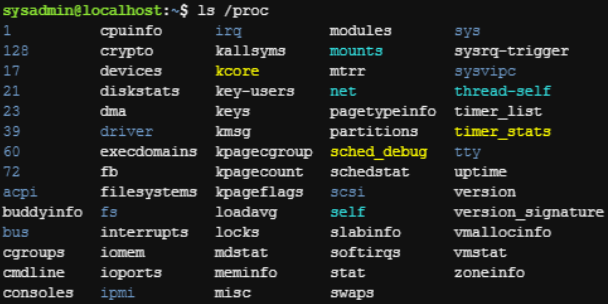 sysadmin@localhost:~$ ls /proc
1 cpuinfo irq modules sys
128 crypto kallsyms mounts sysrq-trigger
17 devices kcore mtrr sysvipc
21 diskstats key-users net thread-self
23 dma keys pagetypeinfo timer_list
39 driver kmsg partitions timer_stats
60 execdomains kpagecgroup sched_debug tty
72 fb kpagecount schedstat uptime
acpi filesystems kpageflags scsi version
buddyinfo fs loadavg self version_signature
bus interrupts locks slabinfo vmallocinfo
cgroups iomem mdstat softirqs vmstat
cmdline ioports meminfo stat zoneinfo
consoles ipmi misc swaps